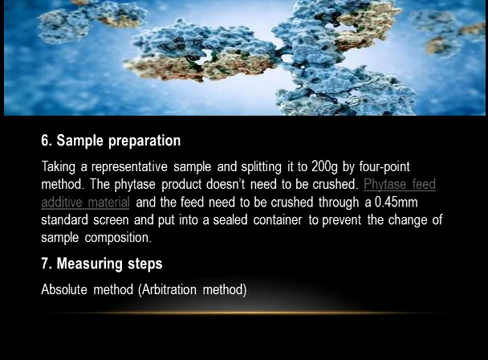 6. Sample preparation
Taking a representative sample and splitting it to 200g by four-point
method. The phytase product doesn't need to be crushed. Phytase feed
additive material and the feed need to be crushed through a 0.45mm
standard screen and put into a sealed container to prevent the change of
sample composition.
7. Measuring steps
Absolute method (Arbitration method)